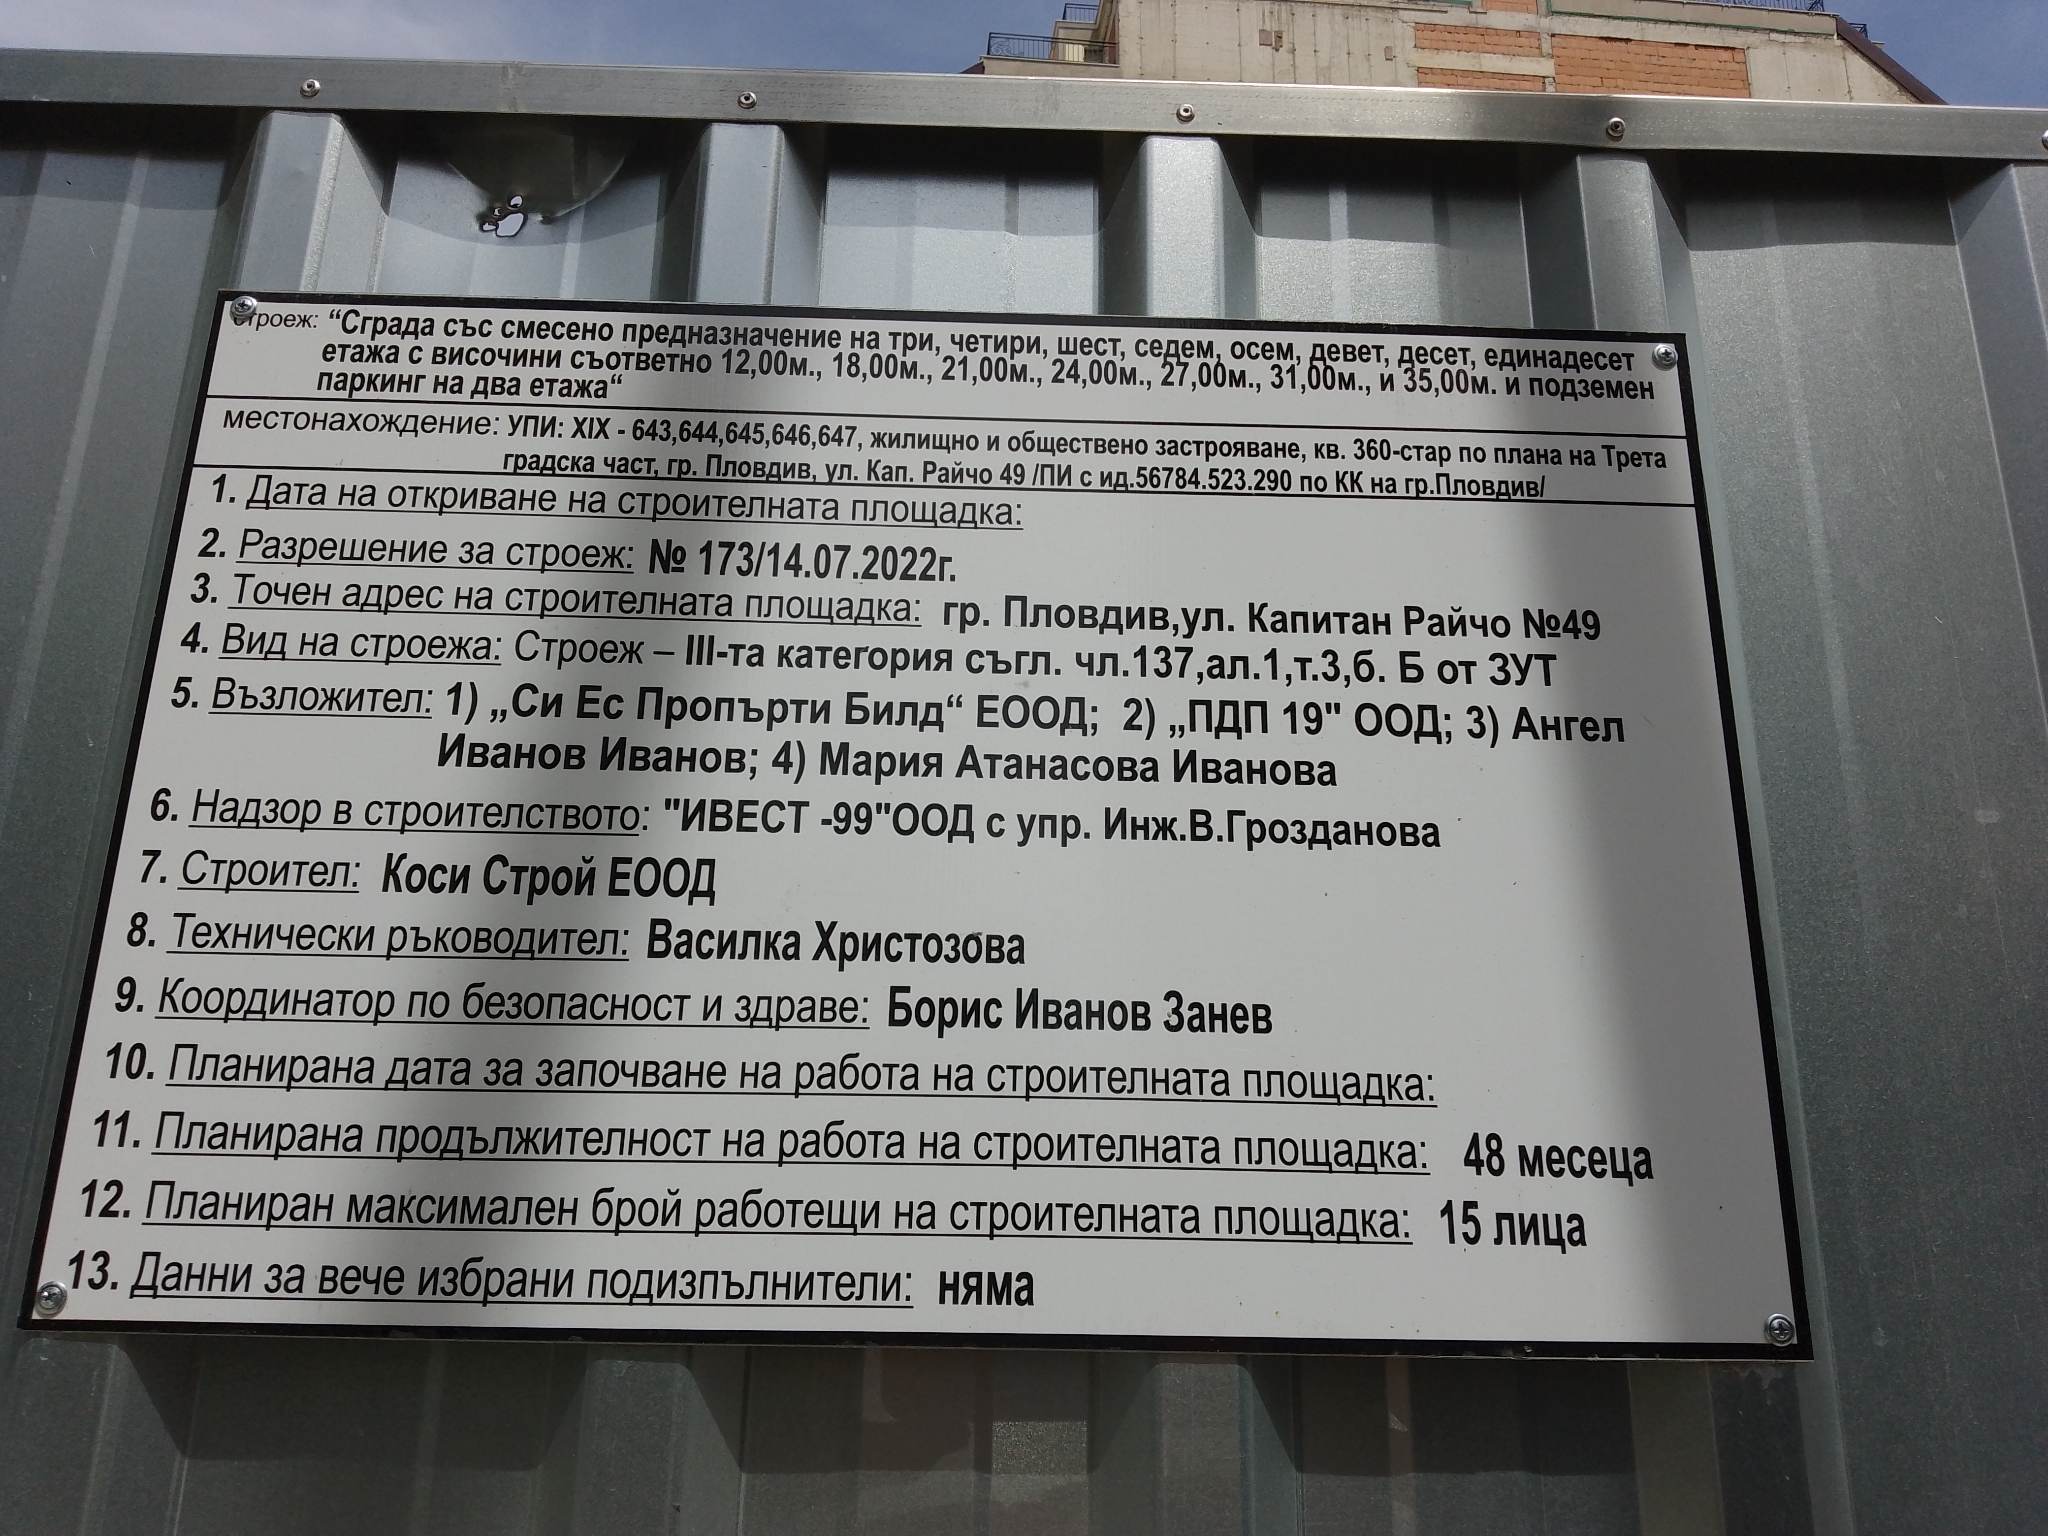 Строеж: “Сграда със смесено предназначение на три, четири, шест, седем, осем, девет, десет, единадесет
етажа с височини съответно 12,00м., 18,00м., 21,00м., 24,00м., 27,00м., 31,00м., и 35,00м. и подземен
паркинг на два етажа“
местонахождение: УПИ: XIX - 643,644,645,646,647, жилищно и обществено застрояване, кв. 360-стар по плана на Трета
градска част, гр. Пловдив, ул. Кап. Райчо 49 /ПИ с ид.56784.523.290 по КК на гр.Пловдив/
1. Дата на откриване на строителната площадка:
2. Разрешение за строеж: № 173/14.07.2022г.
3. Точен адрес на строителната площадка: гр. Пловдив,ул. Капитан Райчо №49
4. Вид на строежа: Строеж – III-та категория съгл. чл.137,ал.1,т.3,б. Б от ЗУТ
5. Възложител: 1) „Си Ес Пропърти Билд“ ЕООД; 2) „ПДП 19" ООД; 3) Ангел
Иванов Иванов; 4) Мария Атанасова Иванова
6. Надзор в строителството: "ИВЕСТ -99"ООД с упр. Инж.В.Грозданова
7. Строител: Коси Строй ЕООД
8. Технически ръководител: Василка Христозова
9. Координатор по безопасност и здраве: Борис Иванов Занев
10. Планирана дата за започване на работа на строителната площадка:
11. Планирана продължителност на работа на строителната площадка: 48 месеца
12. Планиран максимален брой работещи на строителната площадка: 15 лица
13. Данни за вече избрани подизпълнители: няма